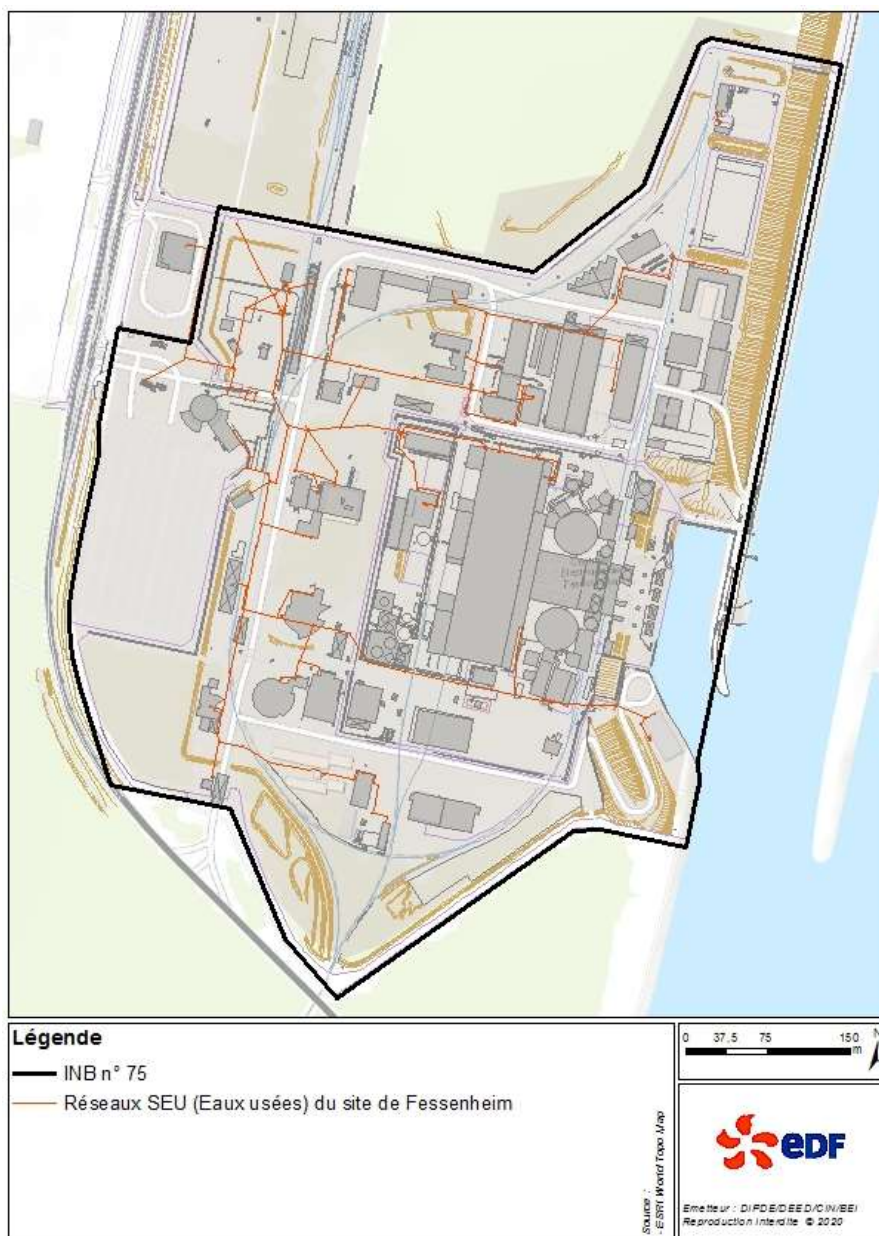 Légende
INB n° 75
Réseaux SEU (Eaux usées) du site de Fessenheim
Source :
- ESRI World Topo Map
0 37,5 75 150
m
N
eDF
Emetteur : DIPDE/DEED/CIN/BEI
Reproduction interdite © 2020